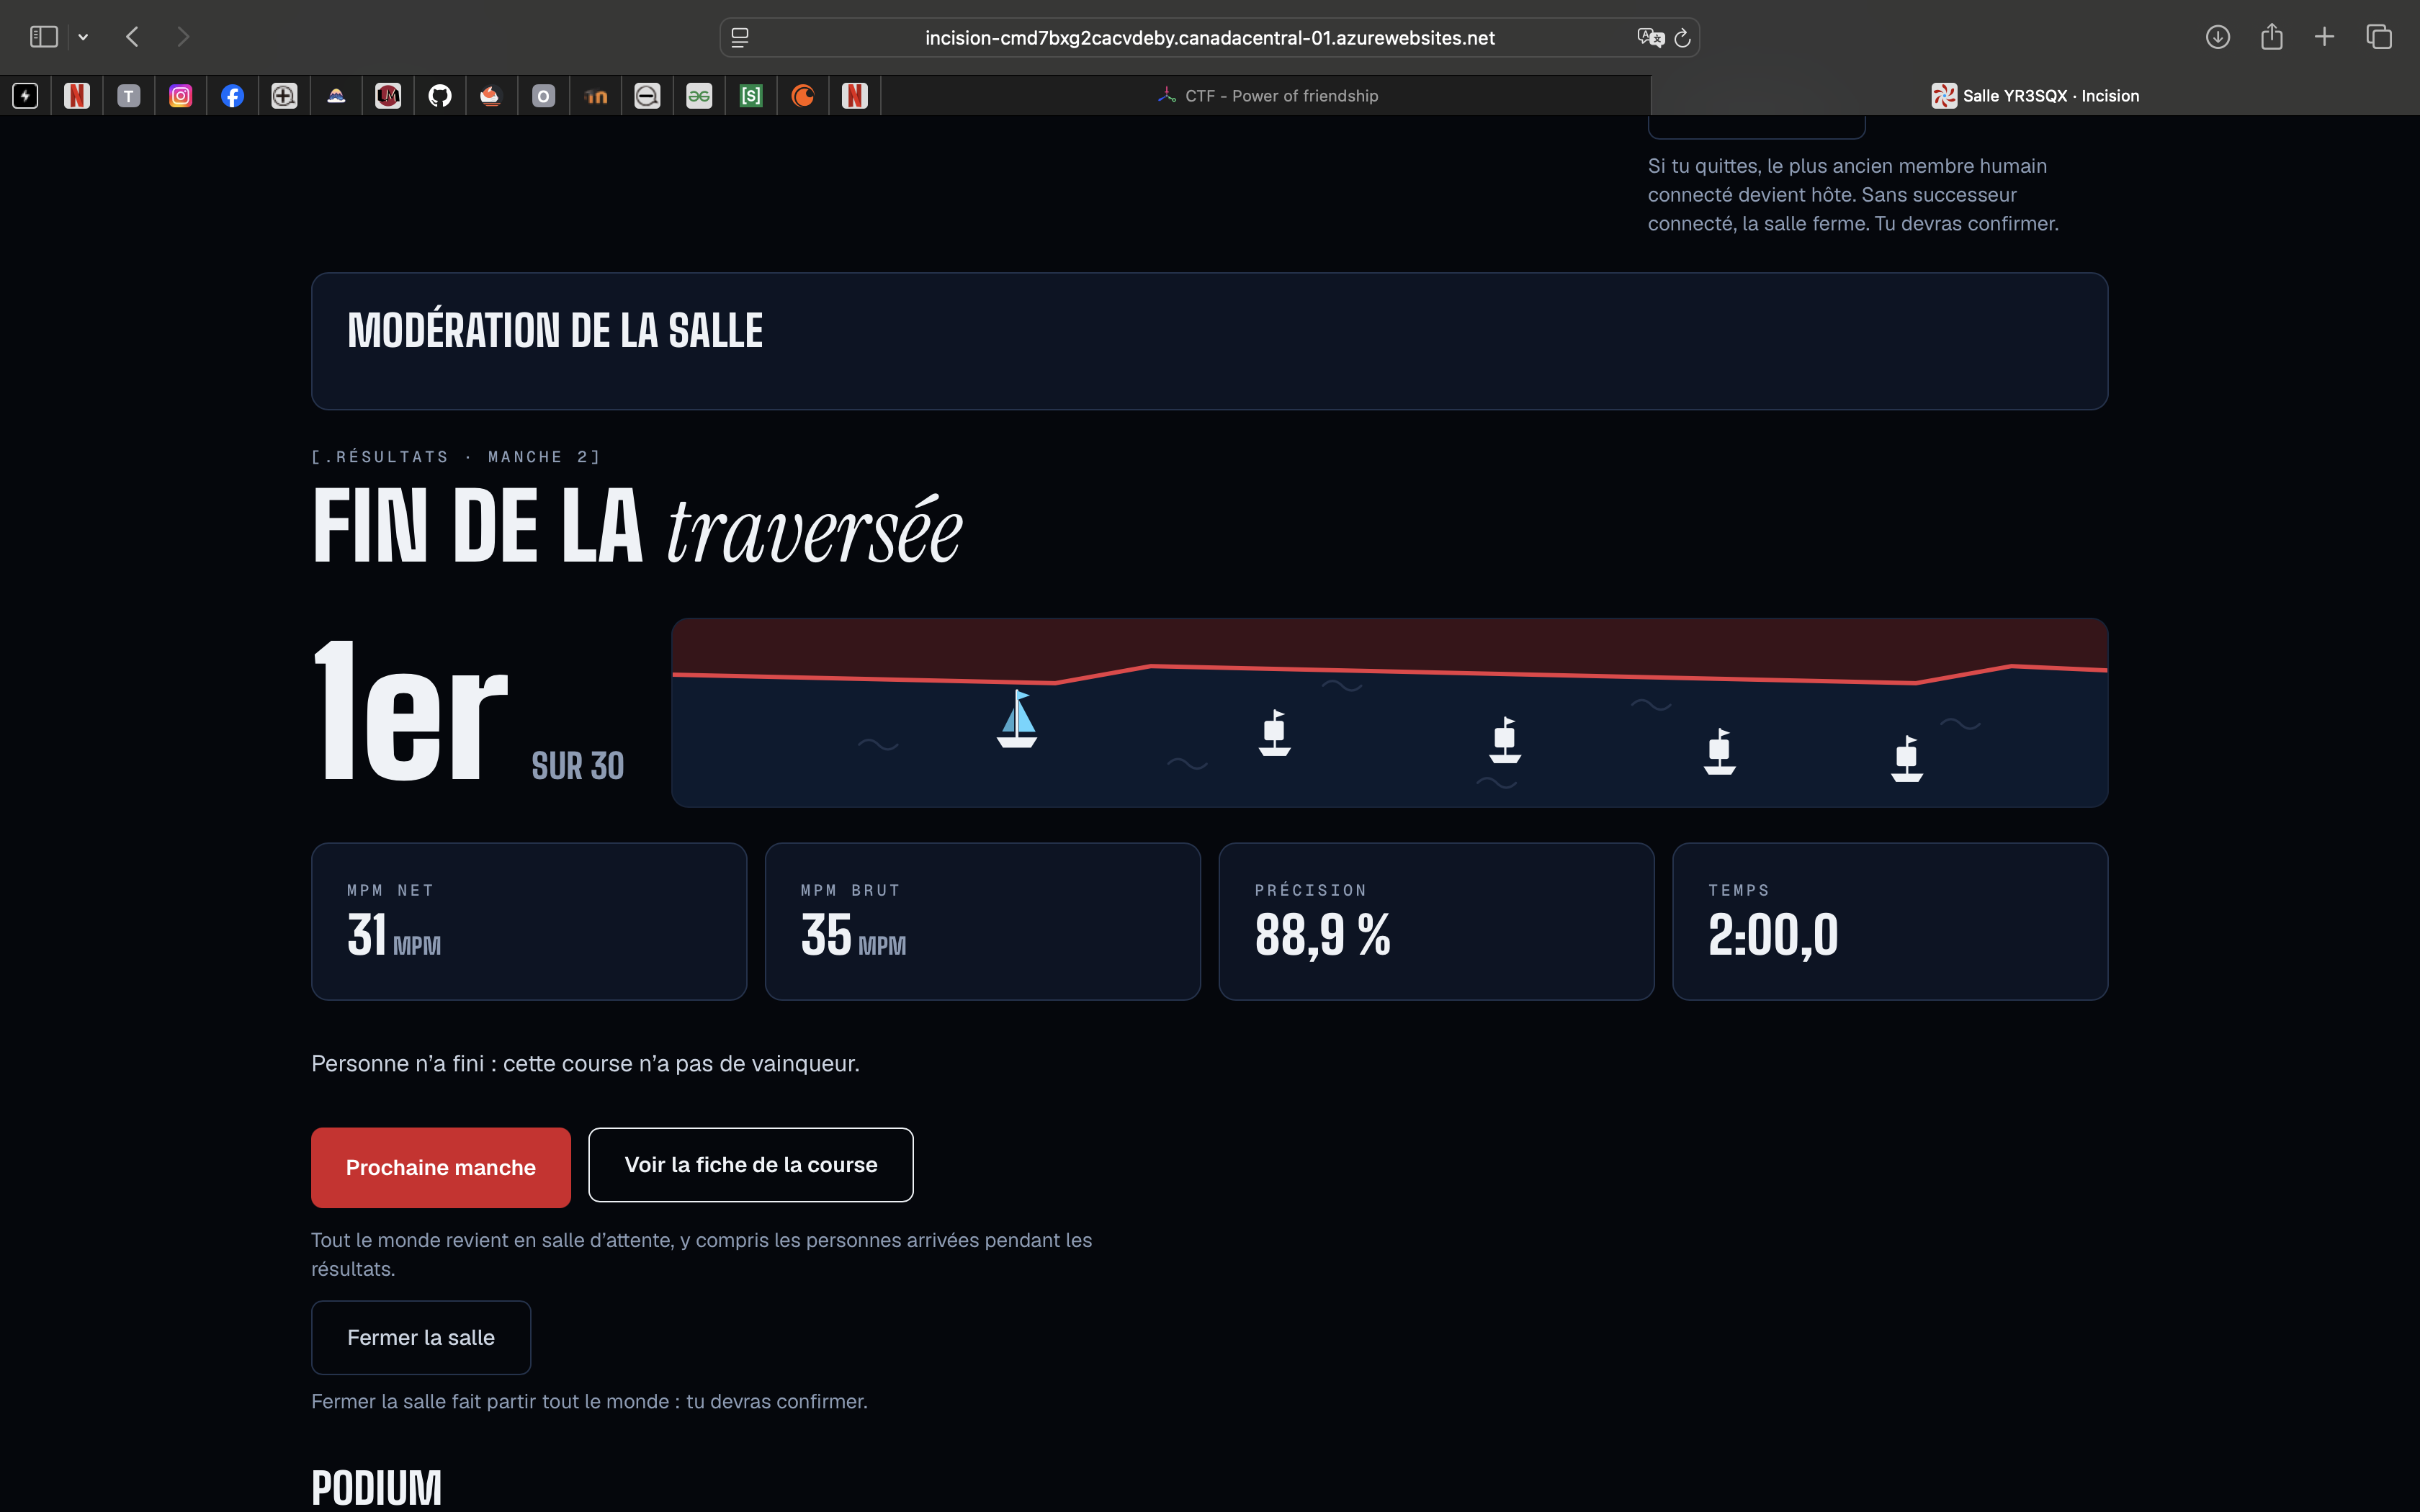 incision-cmd7bxg2cacvdeby.canadacentral-01.azurewebsites.net
CTF - Power of friendship
Salle YR3SQX · Incision
Si tu quittes, le plus ancien membre humain
connecté devient hôte. Sans successeur
connecté, la salle ferme. Tu devras confirmer.
MODÉRATION DE LA SALLE
[.RÉSULTATS · MANCHE 2]
FIN DE LA traversée
1er SUR 30
MPM NET
31 MPM
MPM BRUT
35 MPM
PRÉCISION
88,9 %
TEMPS
2:00,0
Personne n’a fini : cette course n’a pas de vainqueur.
Prochaine manche
Voir la fiche de la course
Tout le monde revient en salle d’attente, y compris les personnes arrivées pendant les
résultats.
Fermer la salle
Fermer la salle fait partir tout le monde : tu devras confirmer.
PODIUM